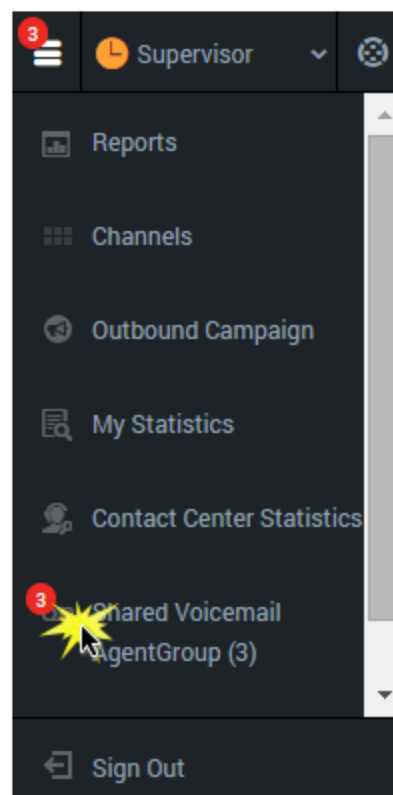 3
Supervisor
Reports
Channels
Outbound Campaign
My Statistics
Contact Center Statistics
3
Shared Voicemail
AgentGroup (3)
Sign Out